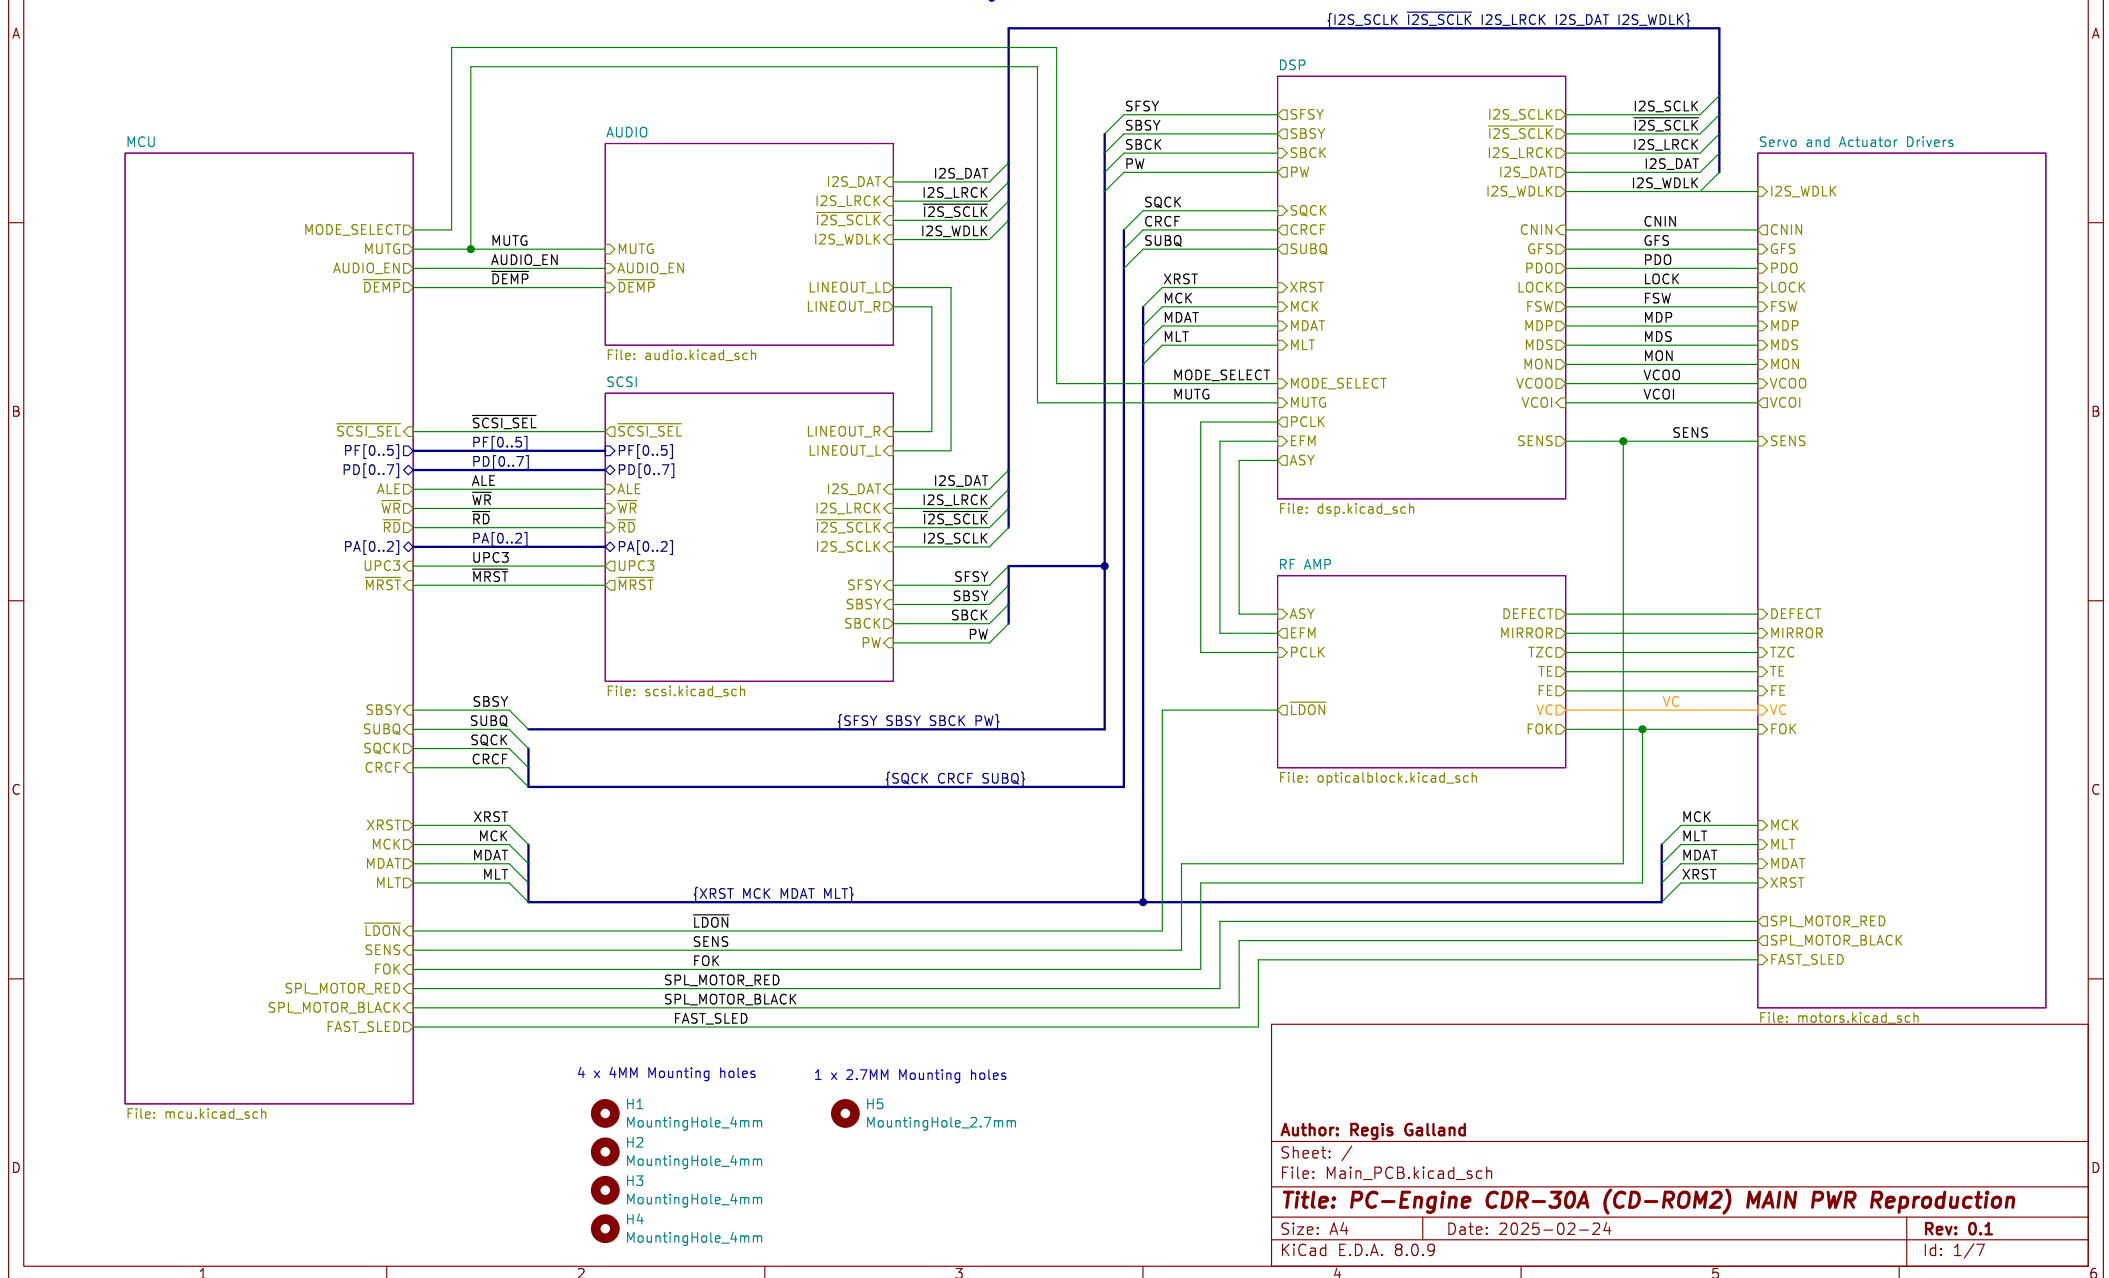 {I2S_SCLK I2S_SCLK I2S_LRCK I2S_DAT I2S_WDLK}
A
A
MCU
MODE_SELECT
MUTG
AUDIO_EN
DEMP
SCSI_SEL
PF[0..5]
PD[0..7]
ALE
WR
RD
PA[0..2]
UPC3
MRST
SBSY
SUBQ
SQCK
CRCF
XRST
MCK
MDAT
MLT
LDON
SENS
FOK
SPL_MOTOR_RED
SPL_MOTOR_BLACK
FAST_SLED
File: mcu.kicad_sch
MUTG
AUDIO_EN
DEMP
SCSI_SEL
PF[0..5]
PD[0..7]
ALE
WR
RD
PA[0..2]
UPC3
MRST
SBSY
SUBQ
SQCK
CRCF
XRST
MCK
MDAT
MLT
{SFSY SBSY SBCK PW}
{SQCK CRCF SUBQ}
{XRST MCK MDAT MLT}
LDON
SENS
FOK
SPL_MOTOR_RED
SPL_MOTOR_BLACK
FAST_SLED
AUDIO
MUTG
AUDIO_EN
DEMP
I2S_DAT
I2S_LRCK
I2S_SCLK
I2S_WDLK
LINEOUT_L
LINEOUT_R
File: audio.kicad_sch
I2S_DAT
I2S_LRCK
I2S_SCLK
I2S_WDLK
SCSI
SCSI_SEL
PF[0..5]
PD[0..7]
ALE
WR
RD
PA[0..2]
UPC3
MRST
LINEOUT_R
LINEOUT_L
I2S_DAT
I2S_LRCK
I2S_SCLK
I2S_SCLK
SFSY
SBSY
SBCK
PW
File: scsi.kicad_sch
I2S_DAT
I2S_LRCK
I2S_SCLK
I2S_SCLK
SFSY
SBSY
SBCK
PW
SFSY
SBSY
SBCK
PW
SQCK
CRCF
SUBQ
XRST
MCK
MDAT
MLT
MODE_SELECT
MUTG
DSP
SFSY
SBSY
SBCK
PW
SQCK
CRCF
SUBQ
XRST
MCK
MDAT
MLT
MODE_SELECT
MUTG
PCLK
EFM
ASY
I2S_SCLK
I2S_SCLK
I2S_LRCK
I2S_DAT
I2S_WDLK
CNIN
GFS
PDO
LOCK
FSW
MDP
MDS
MON
VCOO
VCOI
SENS
File: dsp.kicad_sch
I2S_SCLK
I2S_SCLK
I2S_LRCK
I2S_DAT
I2S_WDLK
CNIN
GFS
PDO
LOCK
FSW
MDP
MDS
MON
VCOO
VCOI
SENS
RF AMP
ASY
EFM
PCLK
LDON
DEFECT
MIRROR
TZC
TE
FE
VC
FOK
File: opticalblock.kicad_sch
VC
MCK
MLT
MDAT
XRST
Servo and Actuator Drivers
I2S_WDLK
CNIN
GFS
PDO
LOCK
FSW
MDP
MDS
MON
VCOO
VCOI
SENS
DEFECT
MIRROR
TZC
TE
FE
VC
FOK
MCK
MLT
MDAT
XRST
SPL_MOTOR_RED
SPL_MOTOR_BLACK
FAST_SLED
File: motors.kicad_sch
B
B
C
C
D
D
4 x 4MM Mounting holes
H1
MountingHole_4mm
H2
MountingHole_4mm
H3
MountingHole_4mm
H4
MountingHole_4mm
1 x 2.7MM Mounting holes
H5
MountingHole_2.7mm
Author: Regis Galland
Sheet: /
File: Main_PCB.kicad_sch
Title: PC-Engine CDR-30A (CD-ROM2) MAIN PWR Reproduction
Size: A4
Date: 2025-02-24
Rev: 0.1
KiCad E.D.A. 8.0.9
Id: 1/7
1
2
3
4
5
6